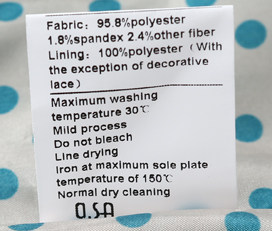 Fabric: 95.8%polyester
1.8%spandex 2.4%other fiber
Lining: 100%polyester (With
the exception of decorative
lace)
Maximum washing
temperature 30℃
Mild process
Do not bleach
Line drying
Iron at maximum sole plate
temperature of 150℃
Normal dry cleaning
O.SA